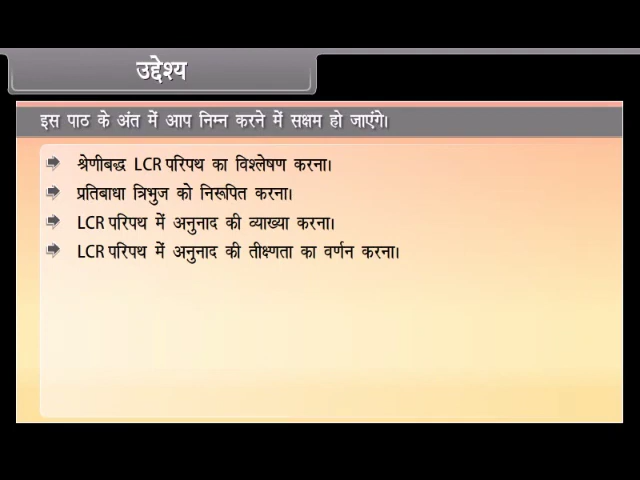 उद्देश्य
इस पाठ के अंत में आप निम्न करने में सक्षम हो जाएंगे।
श्रेणीबद्ध LCR परिपथ का विश्लेषण करना।
प्रतिबाधा त्रिभुज को निरूपित करना।
LCR परिपथ में अनुनाद की व्याख्या करना।
LCR परिपथ में अनुनाद की तीक्ष्णता का वर्णन करना।